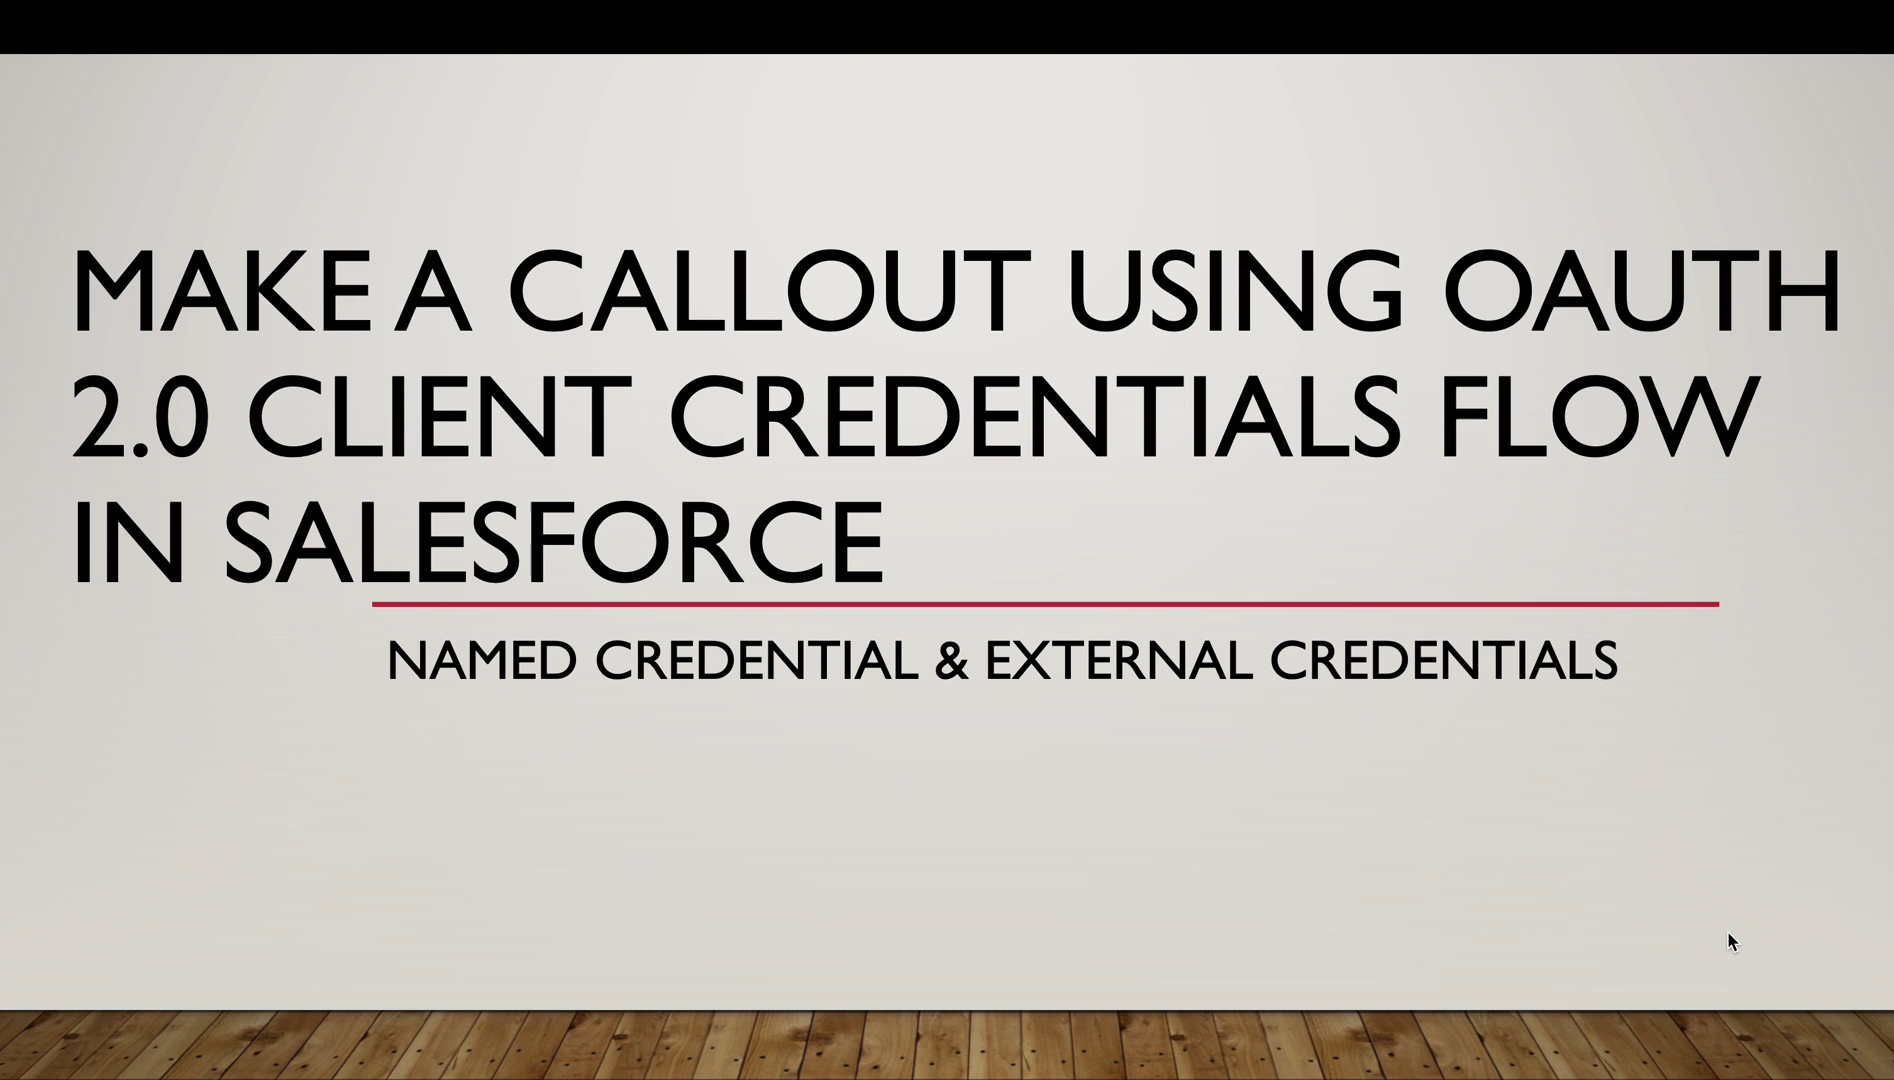 MAKE A CALLOUT USING OAUTH
2.0 CLIENT CREDENTIALS FLOW
IN SALESFORCE
NAMED CREDENTIAL & EXTERNAL CREDENTIALS